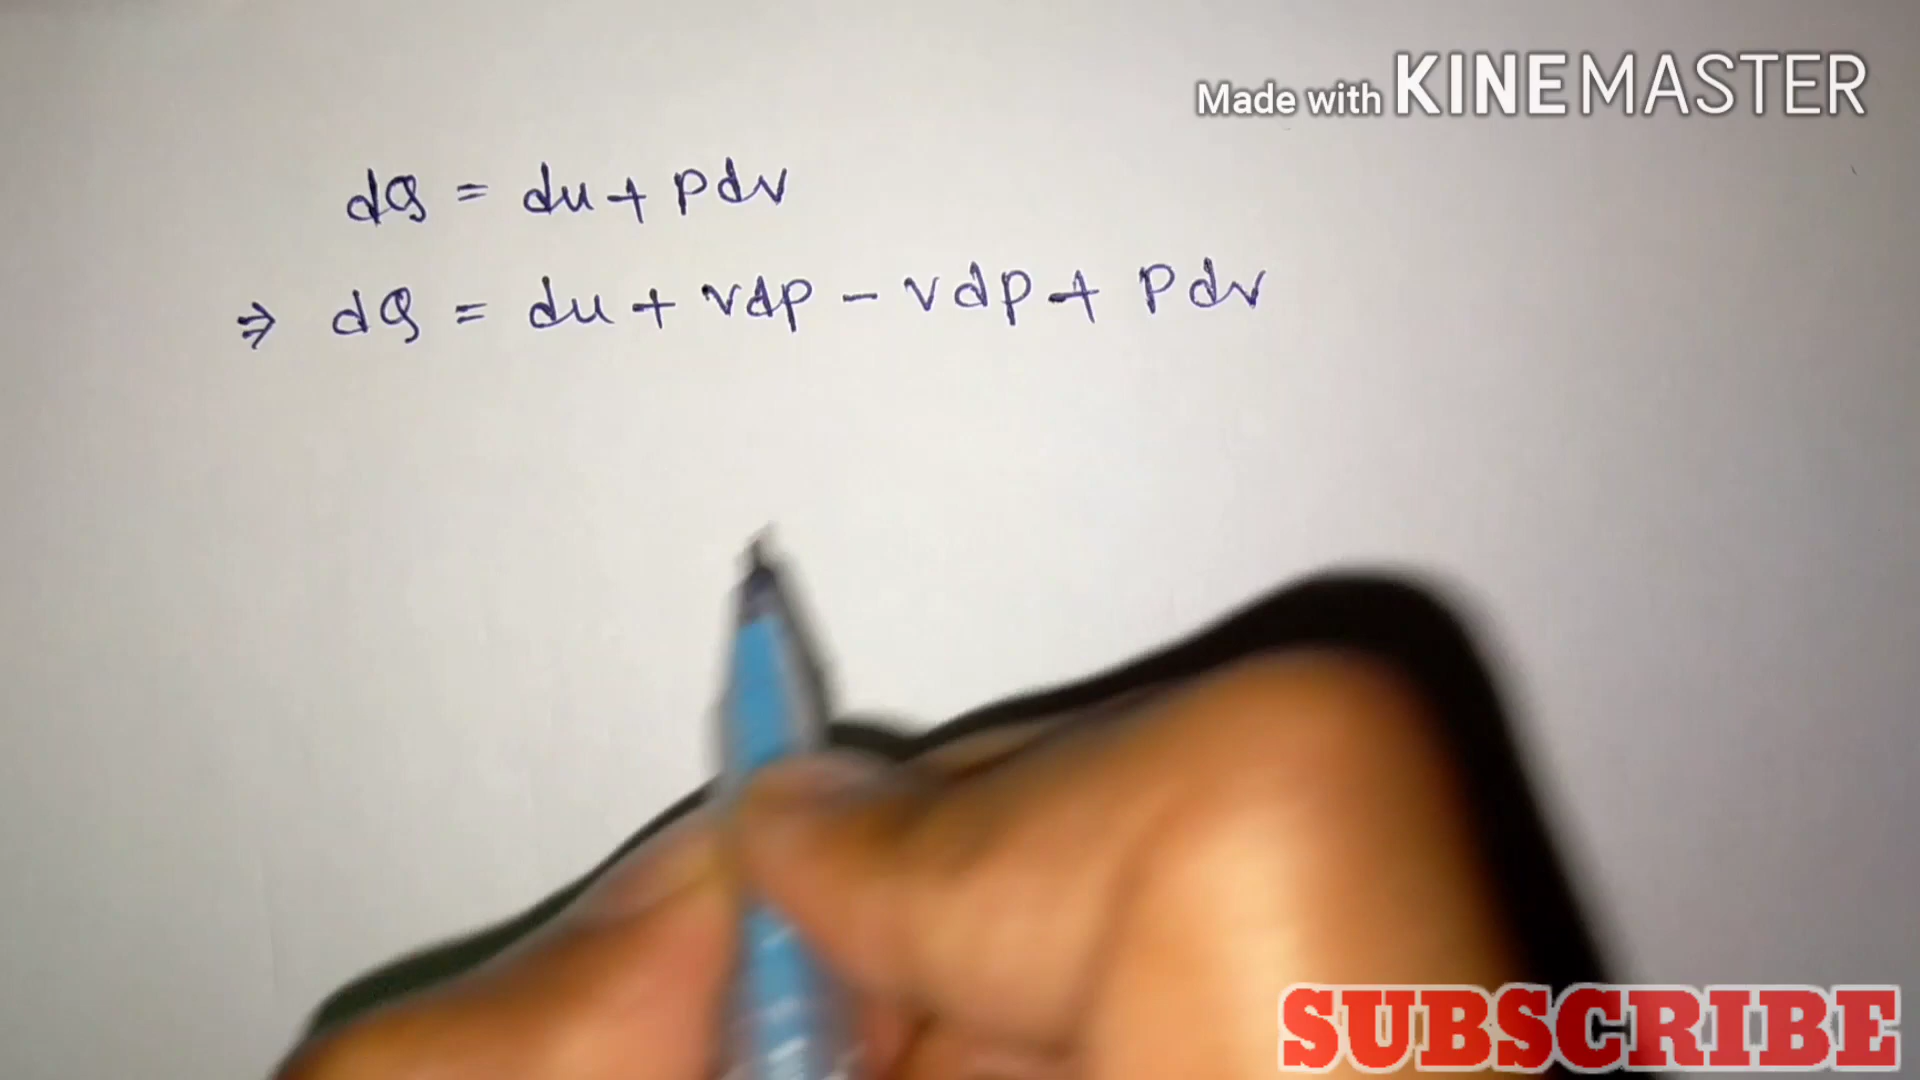 Made with KINEMASTER
dQ = du + pdv
⇒ dQ = du + vdp - vdp + pdv
SUBSCRIBE